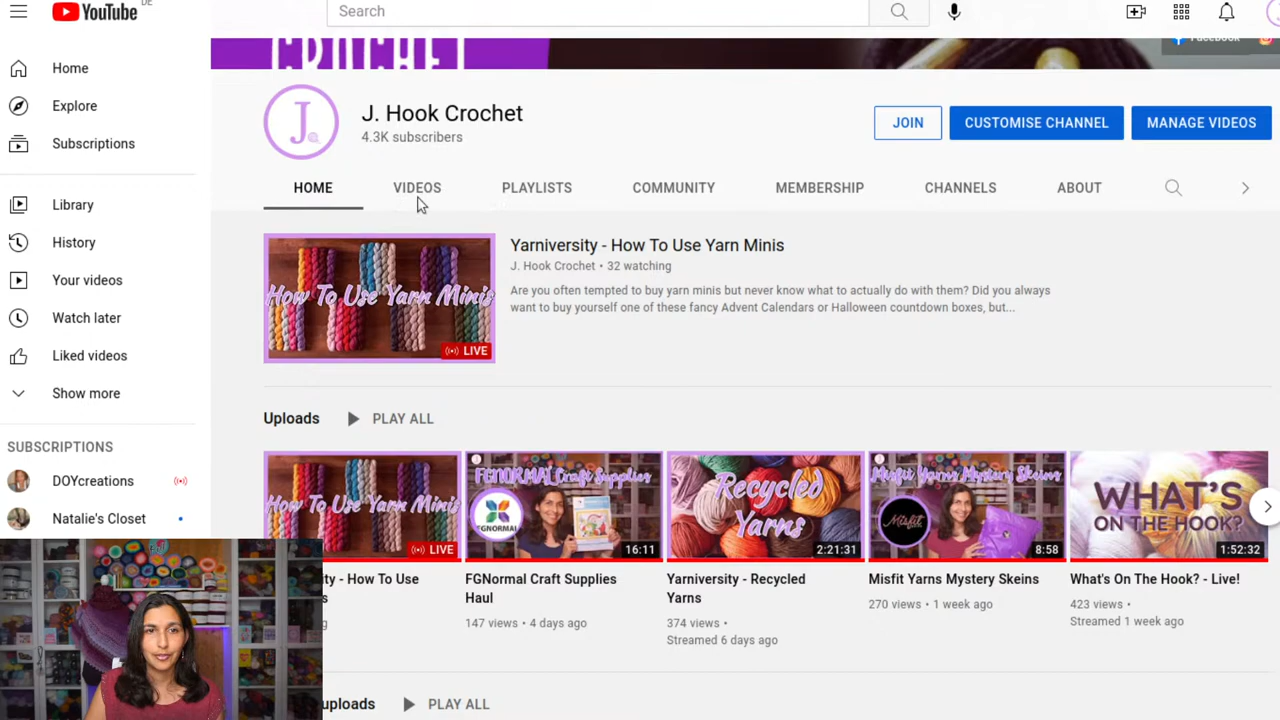 YouTube
DE
Search
Home
Explore
Subscriptions
Library
History
Your videos
Watch later
Liked videos
Show more
SUBSCRIPTIONS
DOYcreations
Natalie's Closet
CROCHET
Facebook
J.
J. Hook Crochet
4.3K subscribers
JOIN
CUSTOMISE CHANNEL
MANAGE VIDEOS
HOME
VIDEOS
PLAYLISTS
COMMUNITY
MEMBERSHIP
CHANNELS
ABOUT
How To Use Yarn Minis
LIVE
Yarniversity - How To Use Yarn Minis
J. Hook Crochet • 32 watching
Are you often tempted to buy yarn minis but never know what to actually do with them? Did you always
want to buy yourself one of these fancy Advent Calendars or Halloween countdown boxes, but...
Uploads
PLAY ALL
How To Use Yarn Minis
LIVE
ty - How To Use
FGNORMAL Craft Supplies
FGNORMAL
16:11
FGNormal Craft Supplies
Haul
147 views • 4 days ago
Recycled
Yarns
2:21:31
Yarniversity - Recycled
Yarns
374 views •
Streamed 6 days ago
Misfit Yarns Mystery Skeins
Misfit
8:58
Misfit Yarns Mystery Skeins
270 views • 1 week ago
WHAT'S
ON THE HOOK?
1:52:32
What's On The Hook? - Live!
423 views •
Streamed 1 week ago
uploads
PLAY ALL